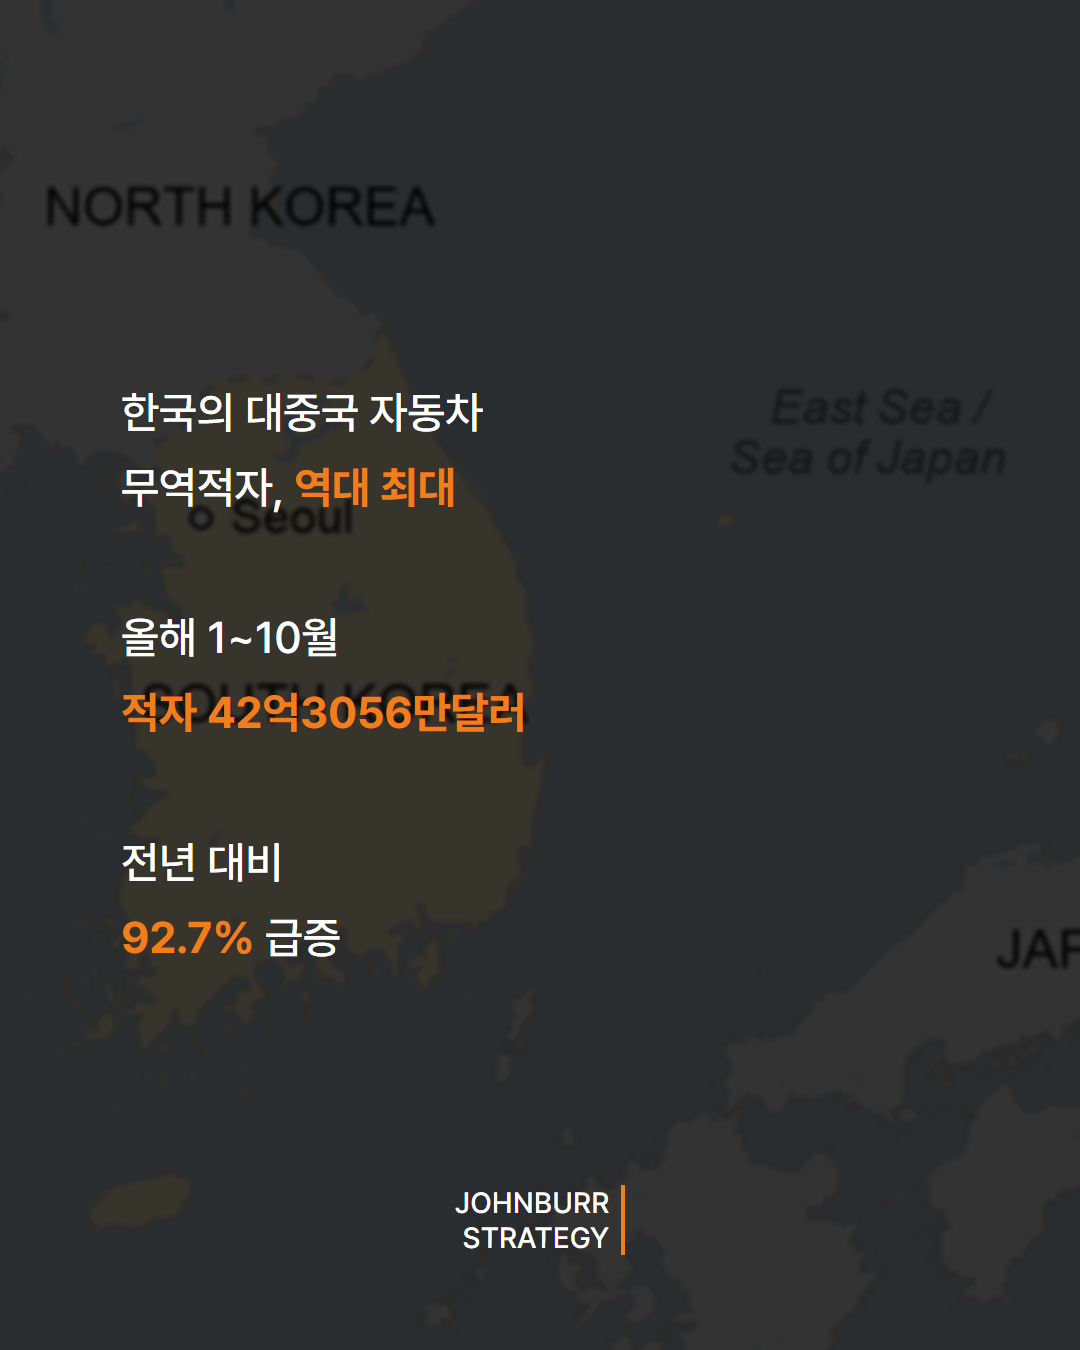 NORTH KOREA
East Sea /
Sea of Japan
한국의 대중국 자동차
무역적자, 역대 최대
Seoul
올해 1~10월
SOUTH KOREA
적자 42억3056만달러
전년 대비
92.7% 급증
JAP
JOHNBURR
STRATEGY